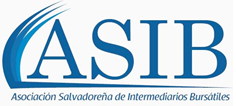 ASIB
Asociación Salvadoreña de Intermediarios Bursátiles